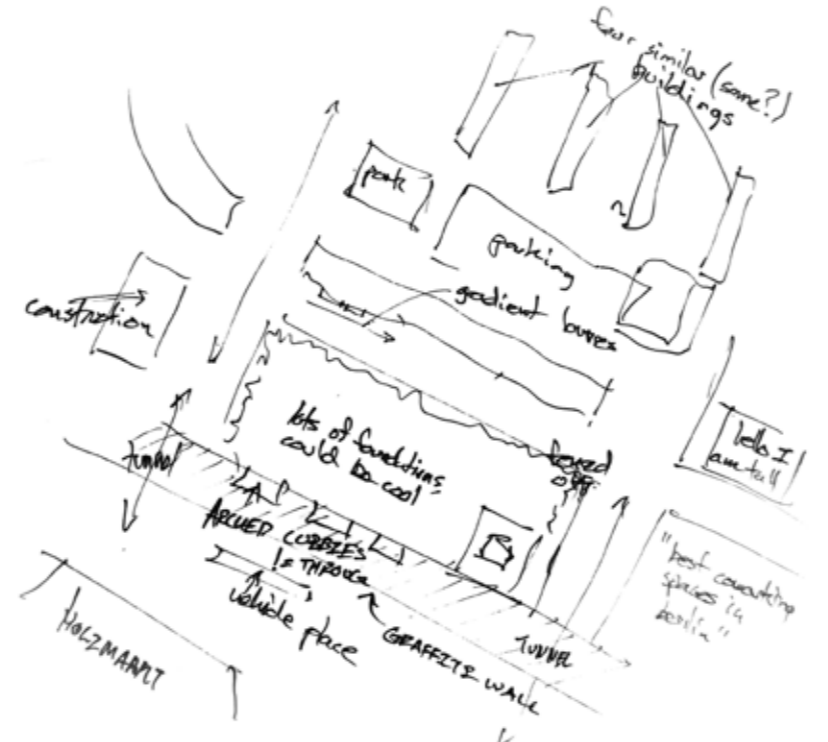 four similar (same?)
buildings
park
parking
gradient
construction
lots of functions
could be cool
fenced
off
hello I
am tall
tunnel
ARCHED CUBBIES
1 THROUGH
vehicle place
GRAFFITI WALL
TUNNEL
HOLZMARKT
"best coworking
spaces in
berlin"